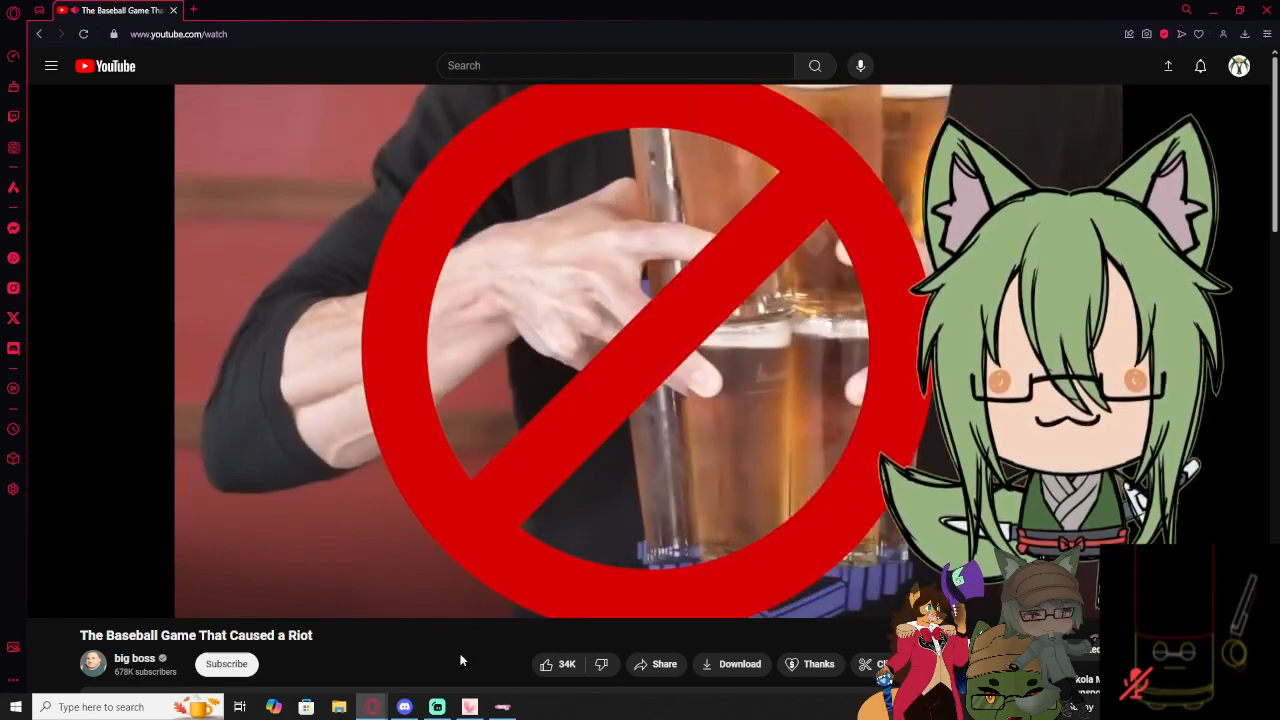 The Baseball Game Tha
www.youtube.com/watch
YouTube
Search
The Baseball Game That Caused a Riot
big boss
678K subscribers
Subscribe
34K
Share
Download
Thanks
Type here to search